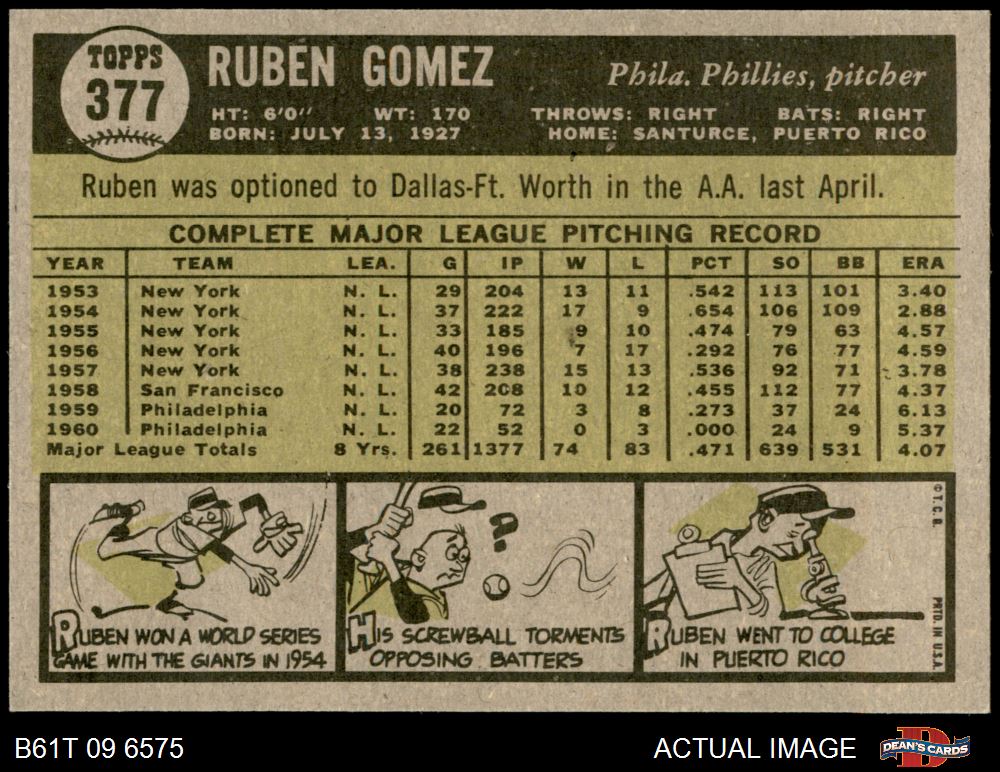 TOPPS
377
RUBEN GOMEZ
Phila. Phillies, pitcher
HT: 6'0" WT: 170 THROWS: RIGHT BATS: RIGHT
BORN: JULY 13, 1927 HOME: SANTURCE, PUERTO RICO
Ruben was optioned to Dallas-Ft. Worth in the A.A. last April.
COMPLETE MAJOR LEAGUE PITCHING RECORD
YEAR TEAM LEA. G IP W L PCT SO BB ERA
1953 New York N. L. 29 204 13 11 .542 113 101 3.40
1954 New York N. L. 37 222 17 9 .654 106 109 2.88
1955 New York N. L. 33 185 9 10 .474 79 63 4.57
1956 New York N. L. 40 196 7 17 .292 76 77 4.59
1957 New York N. L. 38 238 15 13 .536 92 71 3.78
1958 San Francisco N. L. 42 208 10 12 .455 112 77 4.37
1959 Philadelphia N. L. 20 72 3 8 .273 37 24 6.13
1960 Philadelphia N. L. 22 52 0 3 .000 24 9 5.37
Major League Totals 8 Yrs. 261 1377 74 83 .471 639 531 4.07
RUBEN WON A WORLD SERIES
GAME WITH THE GIANTS IN 1954
?
HIS SCREWBALL TORMENTS
OPPOSING BATTERS
RUBEN WENT TO COLLEGE
IN PUERTO RICO
© T. C. G.
PRTD. IN U.S.A.
B61T 09 6575
ACTUAL IMAGE
DEAN'S CARDS